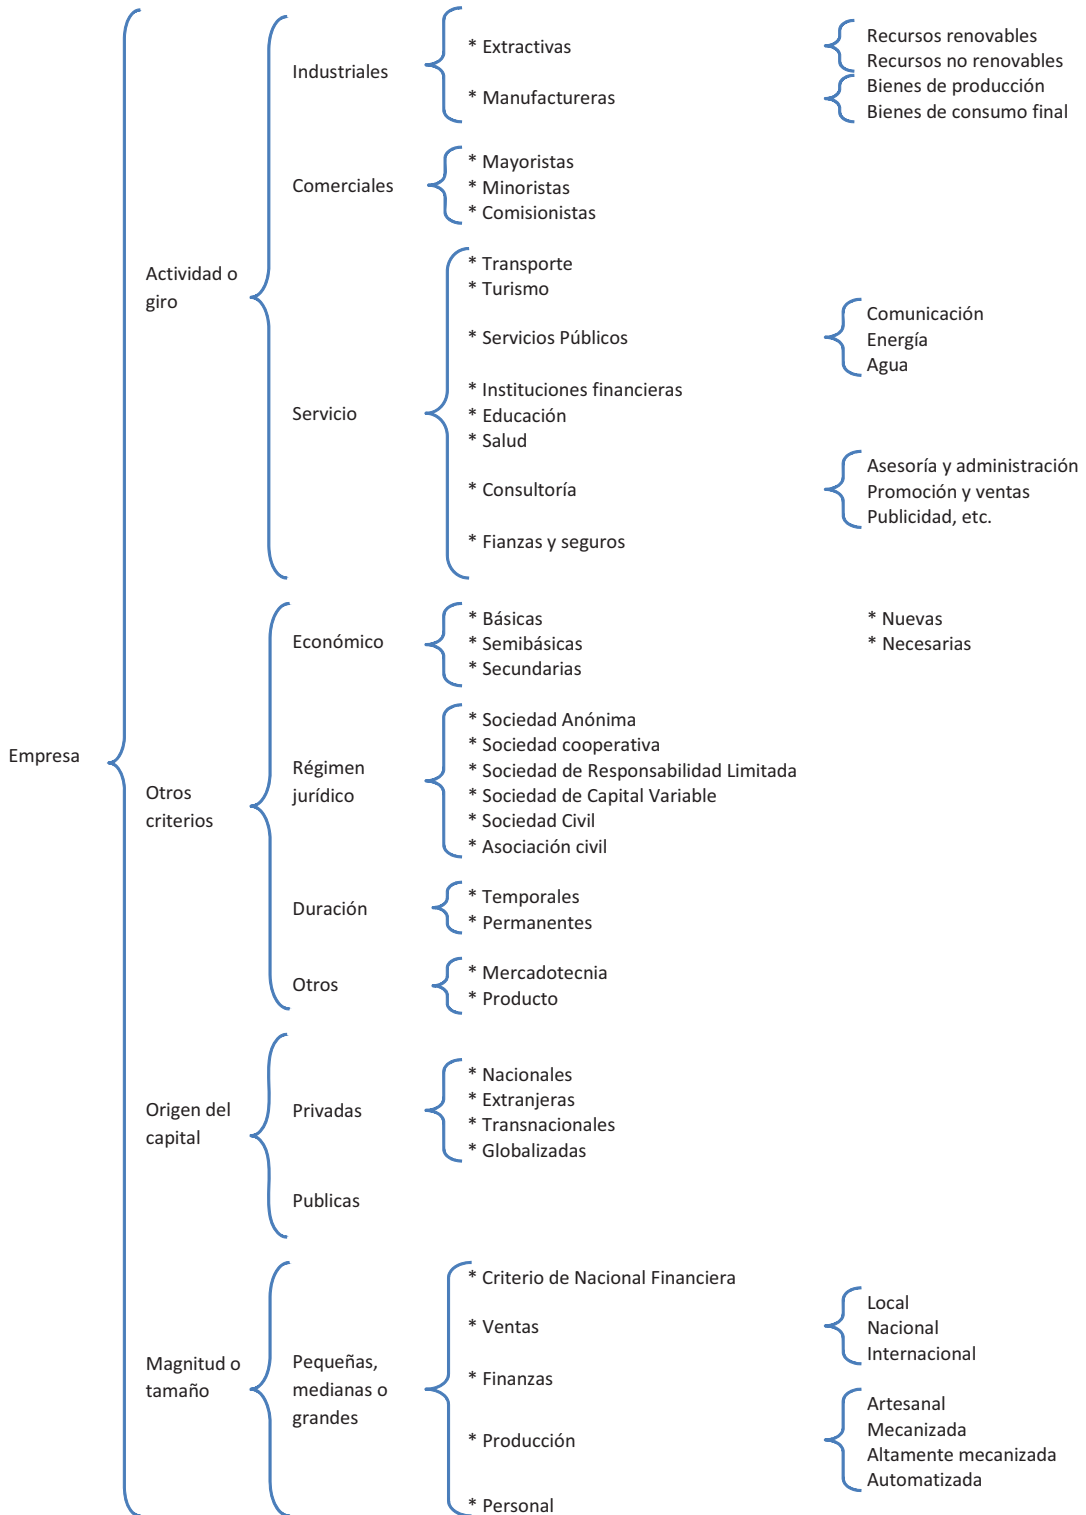 Empresa
Actividad o
giro
Industriales
* Extractivas
Recursos renovables
Recursos no renovables
* Manufactureras
Bienes de producción
Bienes de consumo final
Comerciales
* Mayoristas
* Minoristas
* Comisionistas
Servicio
* Transporte
* Turismo
* Servicios Públicos
Comunicación
Energía
Agua
* Instituciones financieras
* Educación
* Salud
* Consultoría
Asesoría y administración
Promoción y ventas
Publicidad, etc.
* Fianzas y seguros
Otros
criterios
Económico
* Básicas
* Semibásicas
* Secundarias
* Nuevas
* Necesarias
Régimen
jurídico
* Sociedad Anónima
* Sociedad cooperativa
* Sociedad de Responsabilidad Limitada
* Sociedad de Capital Variable
* Sociedad Civil
* Asociación civil
Duración
* Temporales
* Permanentes
Otros
* Mercadotecnia
* Producto
Origen del
capital
Privadas
* Nacionales
* Extranjeras
* Transnacionales
* Globalizadas
Publicas
Magnitud o
tamaño
Pequeñas,
medianas o
grandes
* Criterio de Nacional Financiera
* Ventas
Local
Nacional
Internacional
* Finanzas
* Producción
Artesanal
Mecanizada
Altamente mecanizada
Automatizada
* Personal